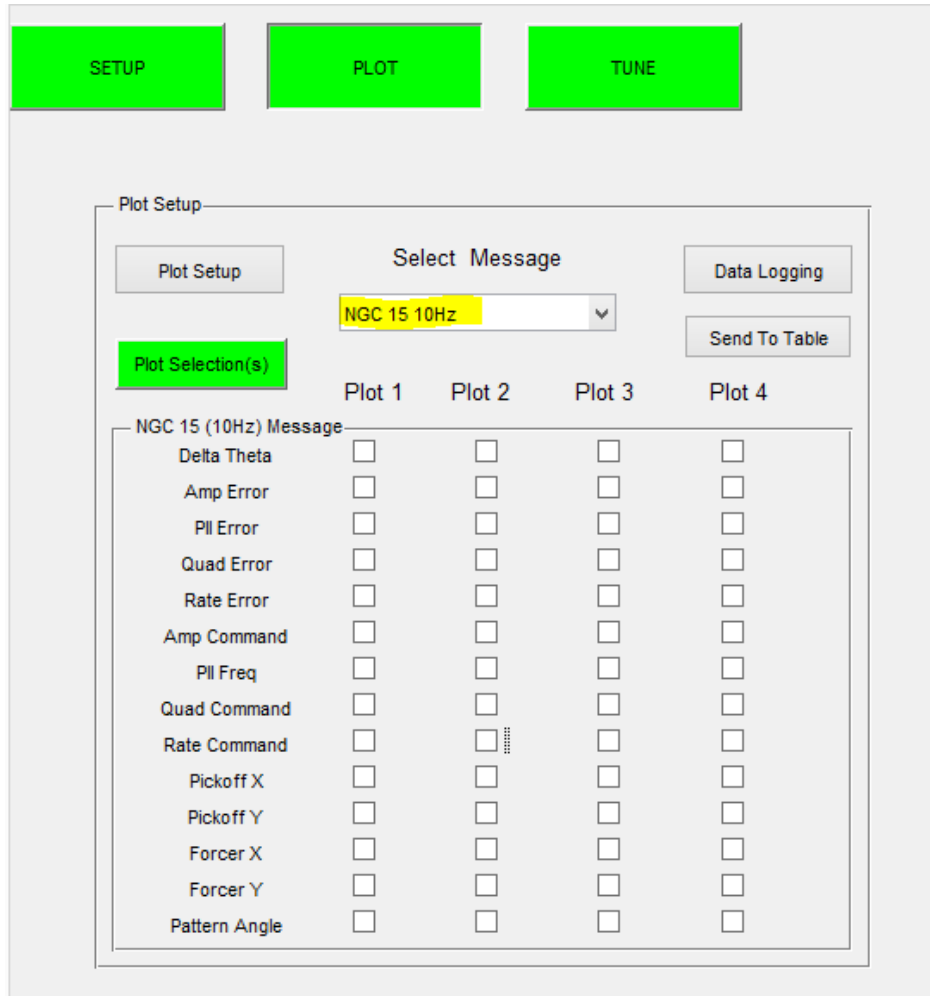 SETUP
PLOT
TUNE
Plot Setup
Plot Setup
Select Message
Data Logging
NGC 15 10Hz
Send To Table
Plot Selection(s)
Plot 1
Plot 2
Plot 3
Plot 4
NGC 15 (10Hz) Message
Delta Theta
Amp Error
Pll Error
Quad Error
Rate Error
Amp Command
Pll Freq
Quad Command
Rate Command
Pickoff X
Pickoff Y
Forcer X
Forcer Y
Pattern Angle